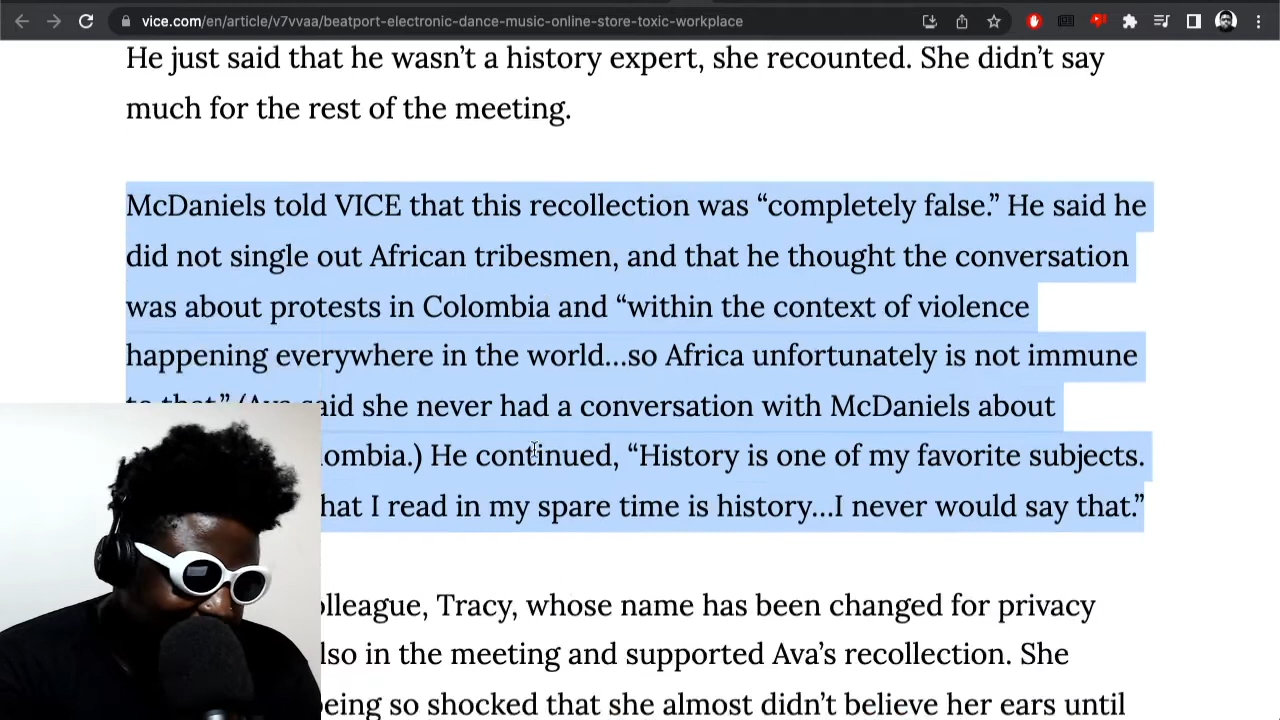 vice.com/en/article/v7vvaa/beatport-electronic-dance-music-online-store-toxic-workplace
He just said that he wasn’t a history expert, she recounted. She didn’t say
much for the rest of the meeting.
McDaniels told VICE that this recollection was “completely false.” He said he
did not single out African tribesmen, and that he thought the conversation
was about protests in Colombia and “within the context of violence
happening everywhere in the world…so Africa unfortunately is not immune
to that.” (Ava said she never had a conversation with McDaniels about
lombia.) He continued, “History is one of my favorite subjects.
hat I read in my spare time is history…I never would say that.”
olleague, Tracy, whose name has been changed for privacy
lso in the meeting and supported Ava’s recollection. She
being so shocked that she almost didn’t believe her ears until